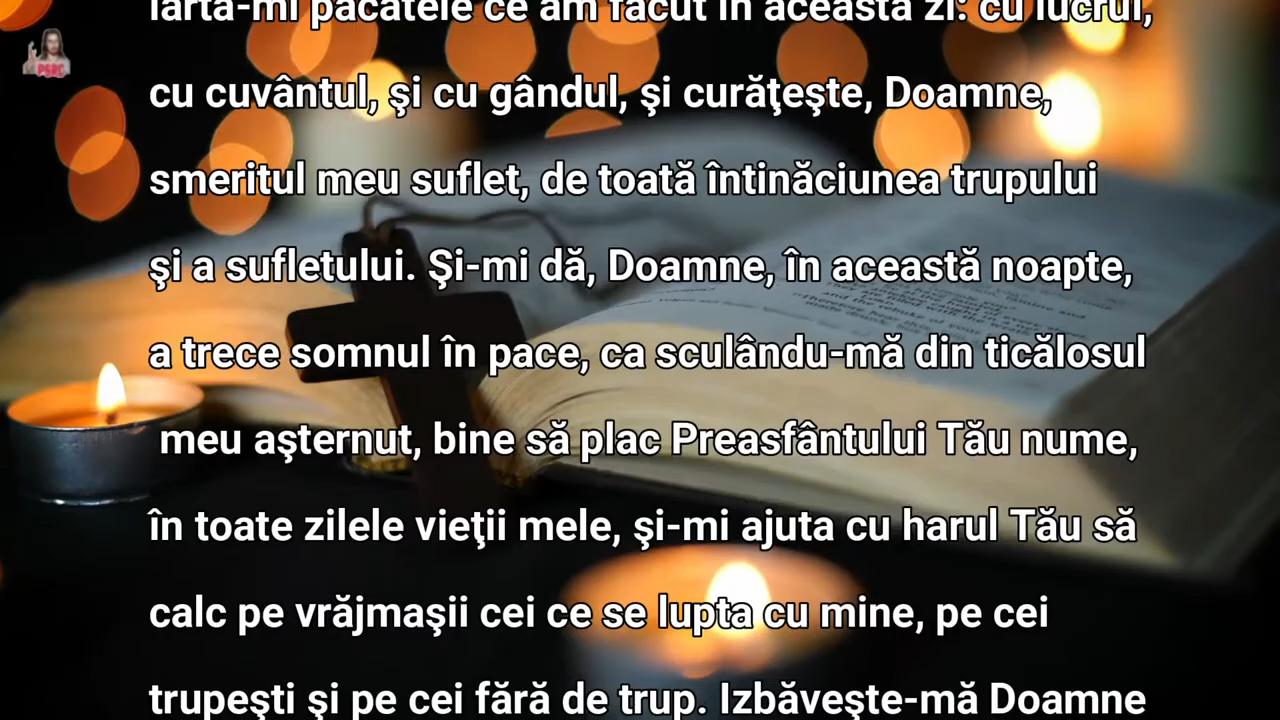 iartă-mi păcatele ce am făcut în această zi: cu lucrul,
cu cuvântul, şi cu gândul, şi curăţeşte, Doamne,
smeritul meu suflet, de toată întinăciunea trupului
şi a sufletului. Şi-mi dă, Doamne, în această noapte,
a trece somnul în pace, ca sculându-mă din ticălosul
meu aşternut, bine să plac Preasfântului Tău nume,
în toate zilele vieţii mele, şi-mi ajuta cu harul Tău să
calc pe vrăjmaşii cei ce se lupta cu mine, pe cei
trupeşti şi pe cei fără de trup. Izbăveşte-mă Doamne